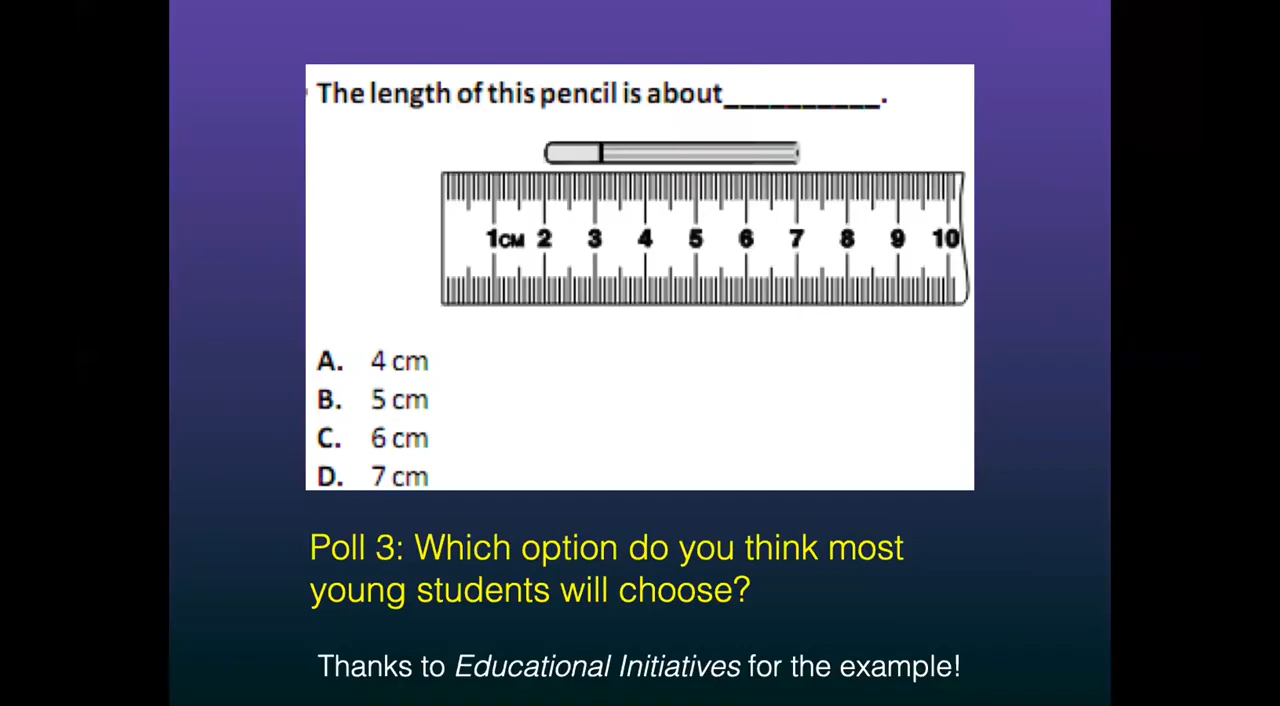 The length of this pencil is about__________.
1CM 2 3 4 5 6 7 8 9 10
A. 4 cm
B. 5 cm
C. 6 cm
D. 7 cm
Poll 3: Which option do you think most
young students will choose?
Thanks to Educational Initiatives for the example!